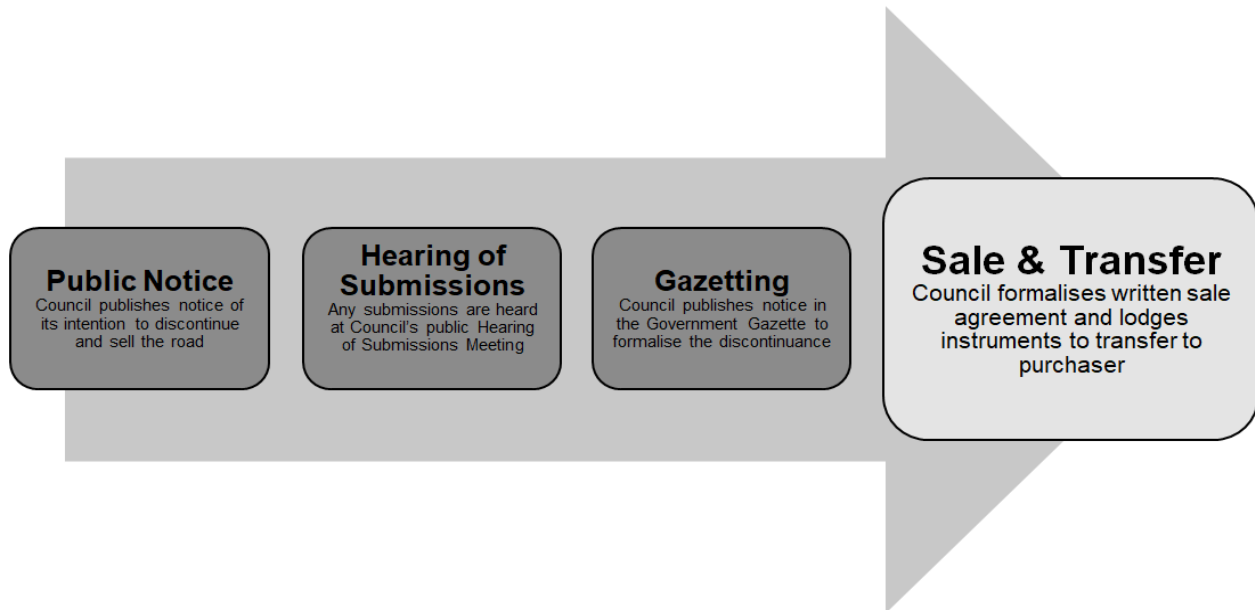 Public Notice
Council publishes notice of
its intention to discontinue
and sell the road
Hearing of
Submissions
Any submissions are heard
at Council's public Hearing
of Submissions Meeting
Gazetting
Council publishes notice in
the Government Gazette to
formalise the discontinuance
Sale & Transfer
Council formalises written sale
agreement and lodges
instruments to transfer to
purchaser